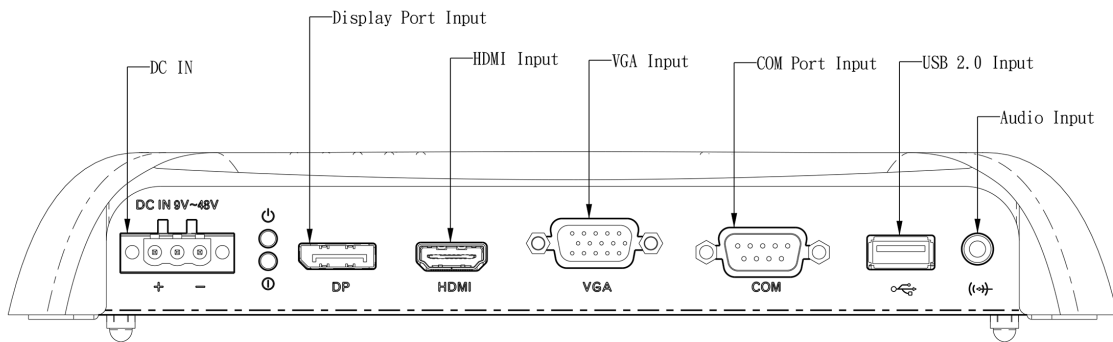 Display Port Input
HDMI Input
VGA Input
DC IN
COM Port Input
USB 2.0 Input
Audio Input
DC IN 9V~48V
+ −
DP
HDMI
VGA
COM